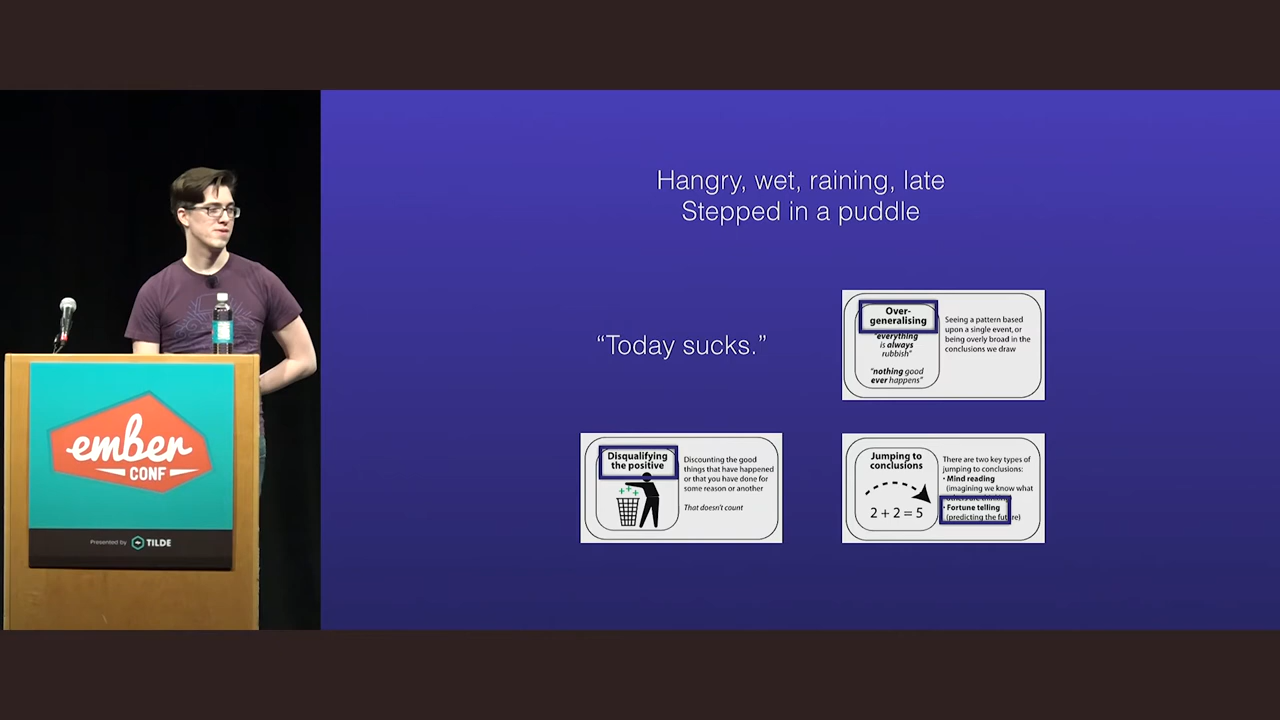 Hangry, wet, raining, late
Stepped in a puddle
“Today sucks.”
Over-
generalising
“everything
is always
rubbish”
“nothing good
ever happens”
Seeing a pattern based
upon a single event, or
being overly broad in the
conclusions we draw
Disqualifying
the positive
Discounting the good
things that have happened
or that you have done for
some reason or another
That doesn't count
Jumping to
conclusions
2 + 2 = 5
There are two key types of
jumping to conclusions:
• Mind reading
(imagining we know what
others are thinking)
• Fortune telling
(predicting the future)
ember
CONF
Presented by TILDE